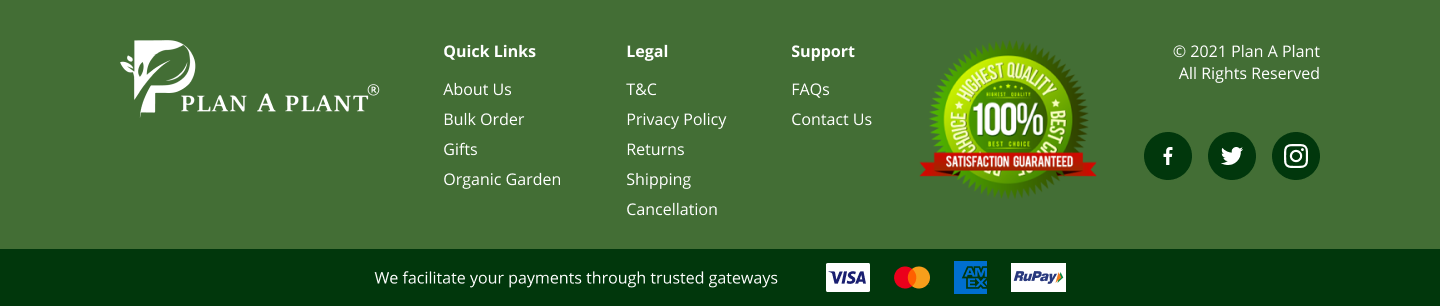 PLAN A PLANT®
Quick Links
About Us
Bulk Order
Gifts
Organic Garden
Legal
T&C
Privacy Policy
Returns
Shipping
Cancellation
Support
FAQs
Contact Us
HIGHEST QUALITY
HIGHEST QUALITY
CHOICE
100%
BEST
BEST CHOICE
SATISFACTION GUARANTEED
© 2021 Plan A Plant
All Rights Reserved
We facilitate your payments through trusted gateways
VISA
AM
EX
RuPay